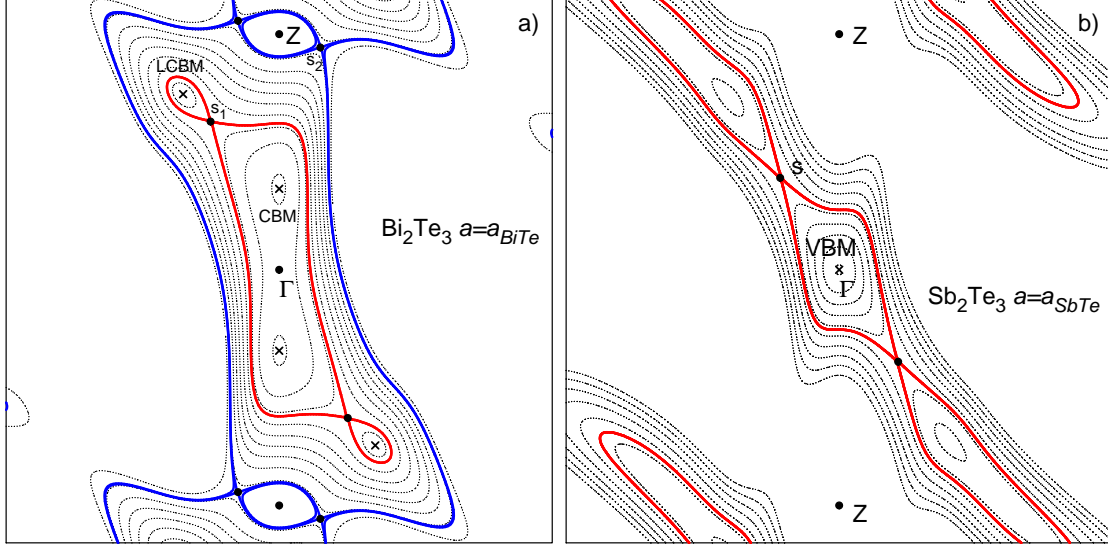 a)
Z
s2
LCBM
s1
CBM
Bi2Te3 a=aBiTe
Γ
b)
Z
s
VBM
Γ
Sb2Te3 a=aSbTe
Z